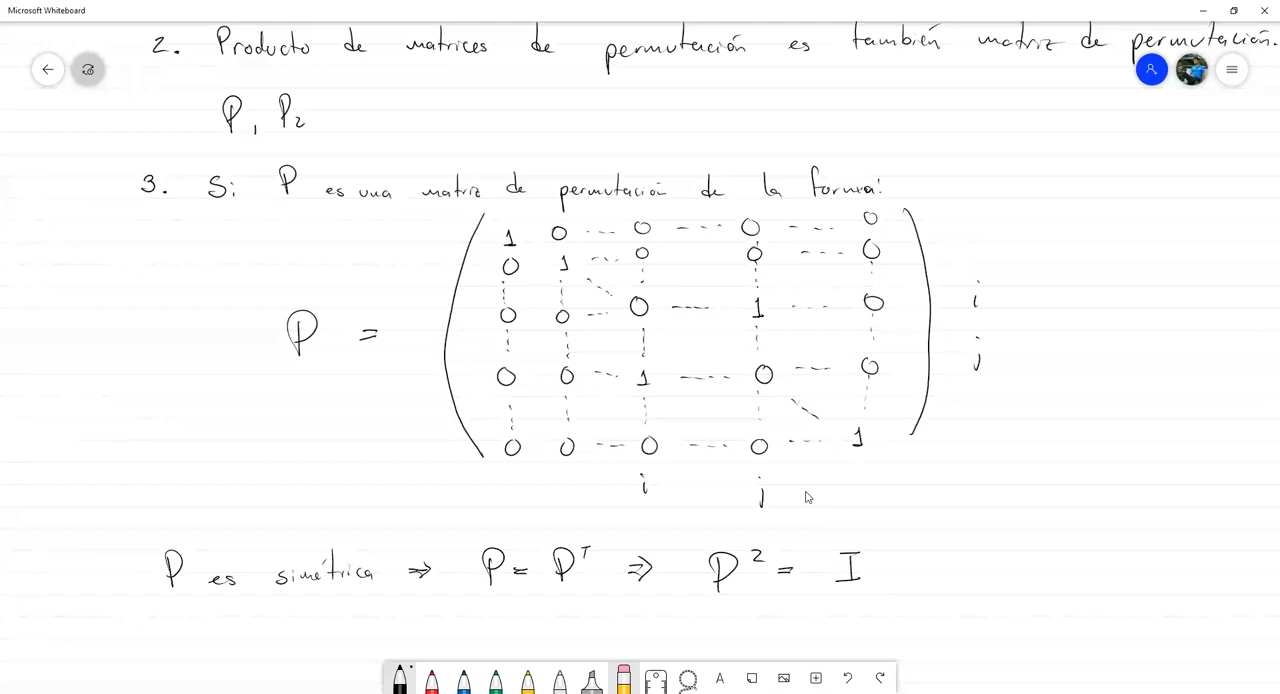 Microsoft Whiteboard
2. Producto de matrices de permutación es también matriz de permutación.
P₁ P₂
3. Si P es una matriz de permutación de la forma:
1 0 --- 0 --- 0 --- 0
0 1 -- 0 0 --- 0
0 0 -- 0 --- 1 --- 0 i
P =
j
0 0 -- 1 --- 0 --- 0
0 0 -- 0 --- 0 --- 1
i j
P es simétrica ⇒ P = Pᵀ ⇒ P² = I
A